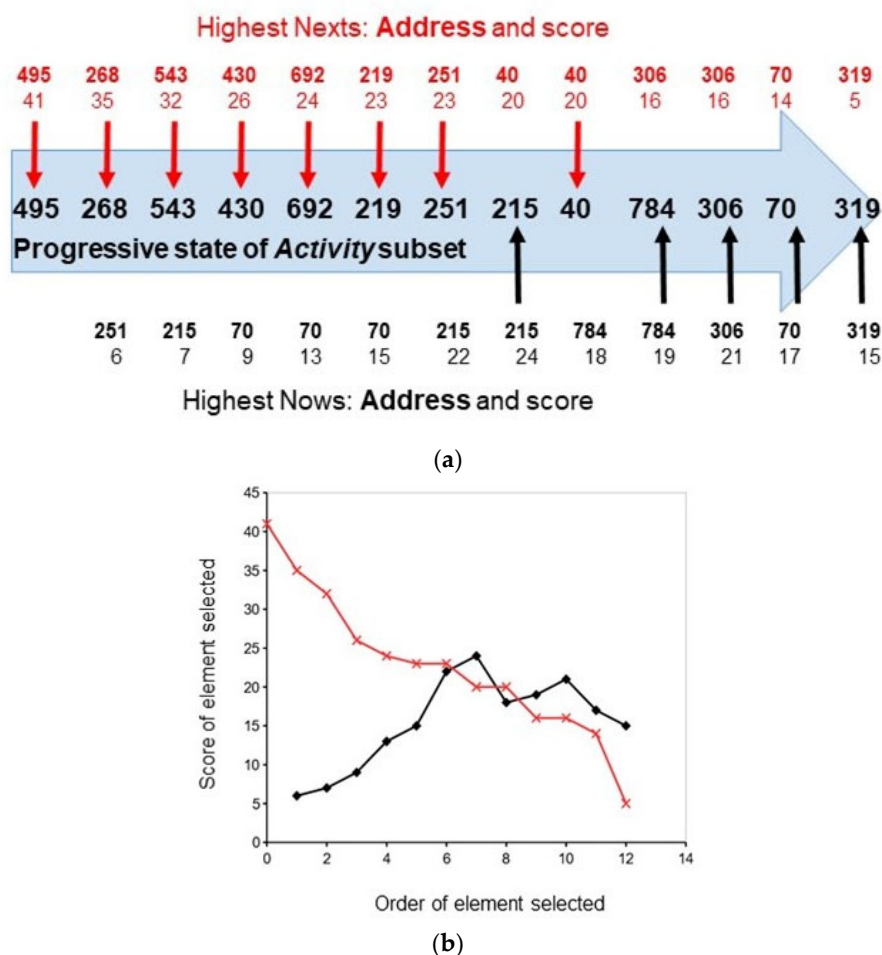 Highest Nexts: Address and score
495 268 543 430 692 219 251 40 40 306 306 70 319
41 35 32 26 24 23 23 20 20 16 16 14 5
495 268 543 430 692 219 251 215 40 784 306 70 319
Progressive state of Activity subset
251 215 70 70 70 215 215 784 784 306 70 319
6 7 9 13 15 22 24 18 19 21 17 15
Highest Nows: Address and score
(a)
45
40
35
30
25
20
15
10
5
0
Score of element selected
0 2 4 6 8 10 12 14
Order of element selected
(b)